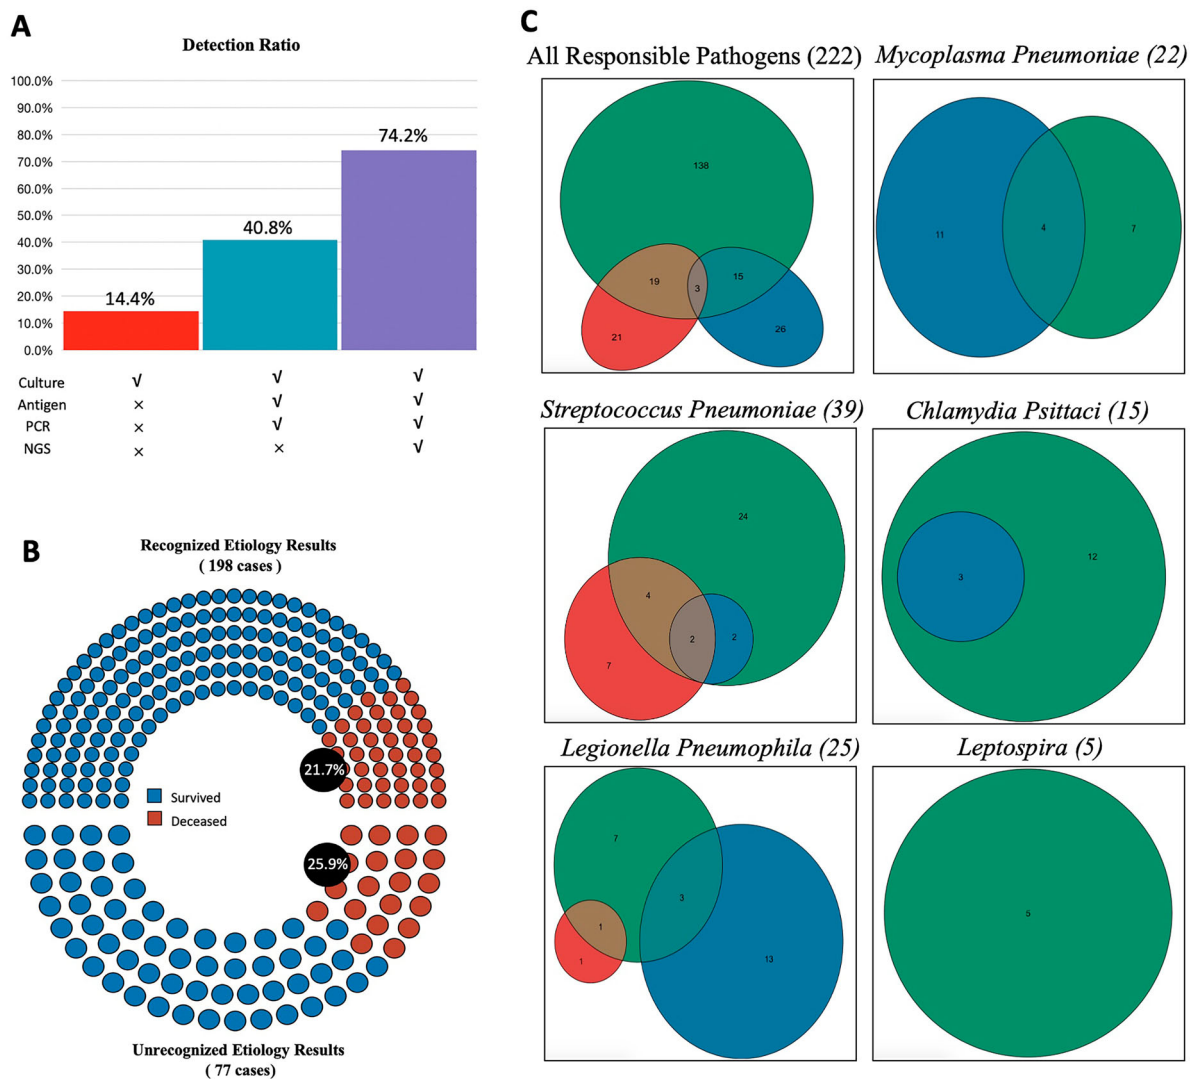 A
Detection Ratio
100.0%
90.0%
80.0%
70.0%
60.0%
50.0%
40.0%
30.0%
20.0%
10.0%
0.0%
14.4%
40.8%
74.2%
Culture √ √ √
Antigen × √ √
PCR × √ √
NGS × × √
B
Recognized Etiology Results
( 198 cases )
21.7%
Survived
Deceased
25.9%
Unrecognized Etiology Results
( 77 cases)
C
All Responsible Pathogens (222)
138
19
3
15
21
26
Mycoplasma Pneumoniae (22)
11
4
7
Streptococcus Pneumoniae (39)
24
4
2
2
7
Chlamydia Psittaci (15)
3
12
Legionella Pneumophila (25)
7
3
1
1
13
Leptospira (5)
5